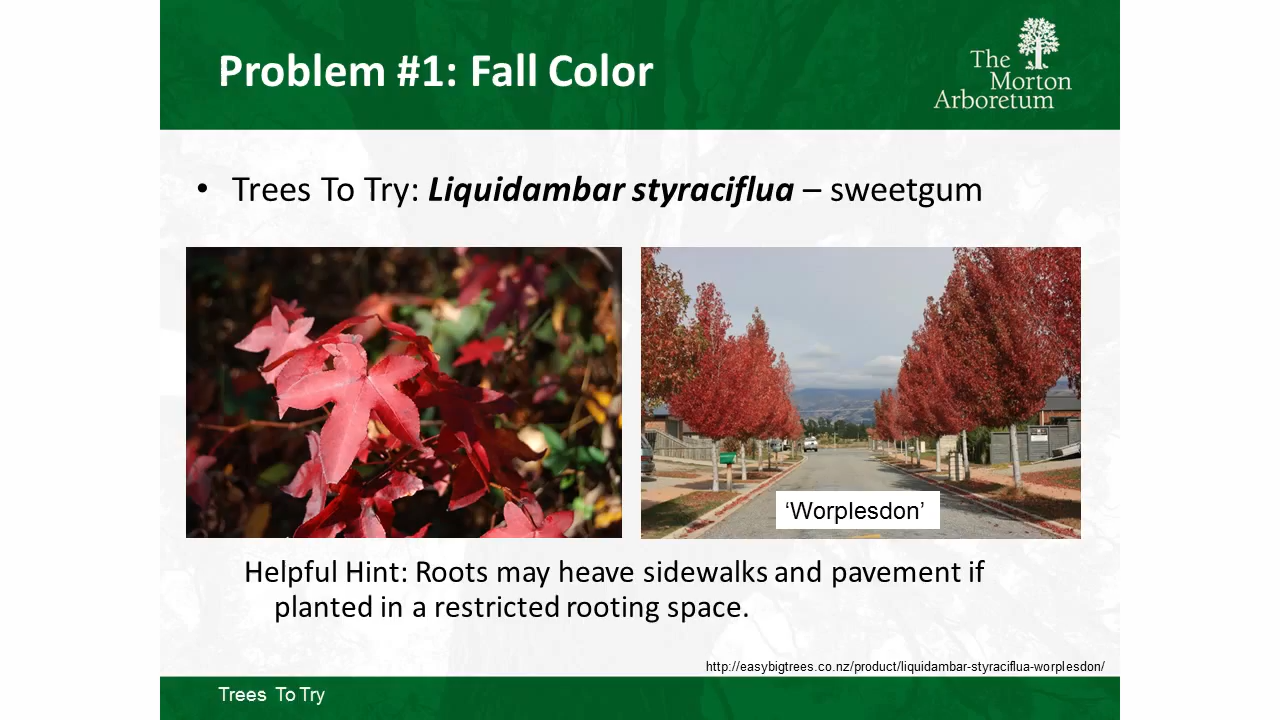 Problem #1: Fall Color
The
Morton
Arboretum
• Trees To Try: Liquidambar styraciflua – sweetgum
‘Worplesdon’
Helpful Hint: Roots may heave sidewalks and pavement if
planted in a restricted rooting space.
http://easybigtrees.co.nz/product/liquidambar-styraciflua-worplesdon/
Trees To Try